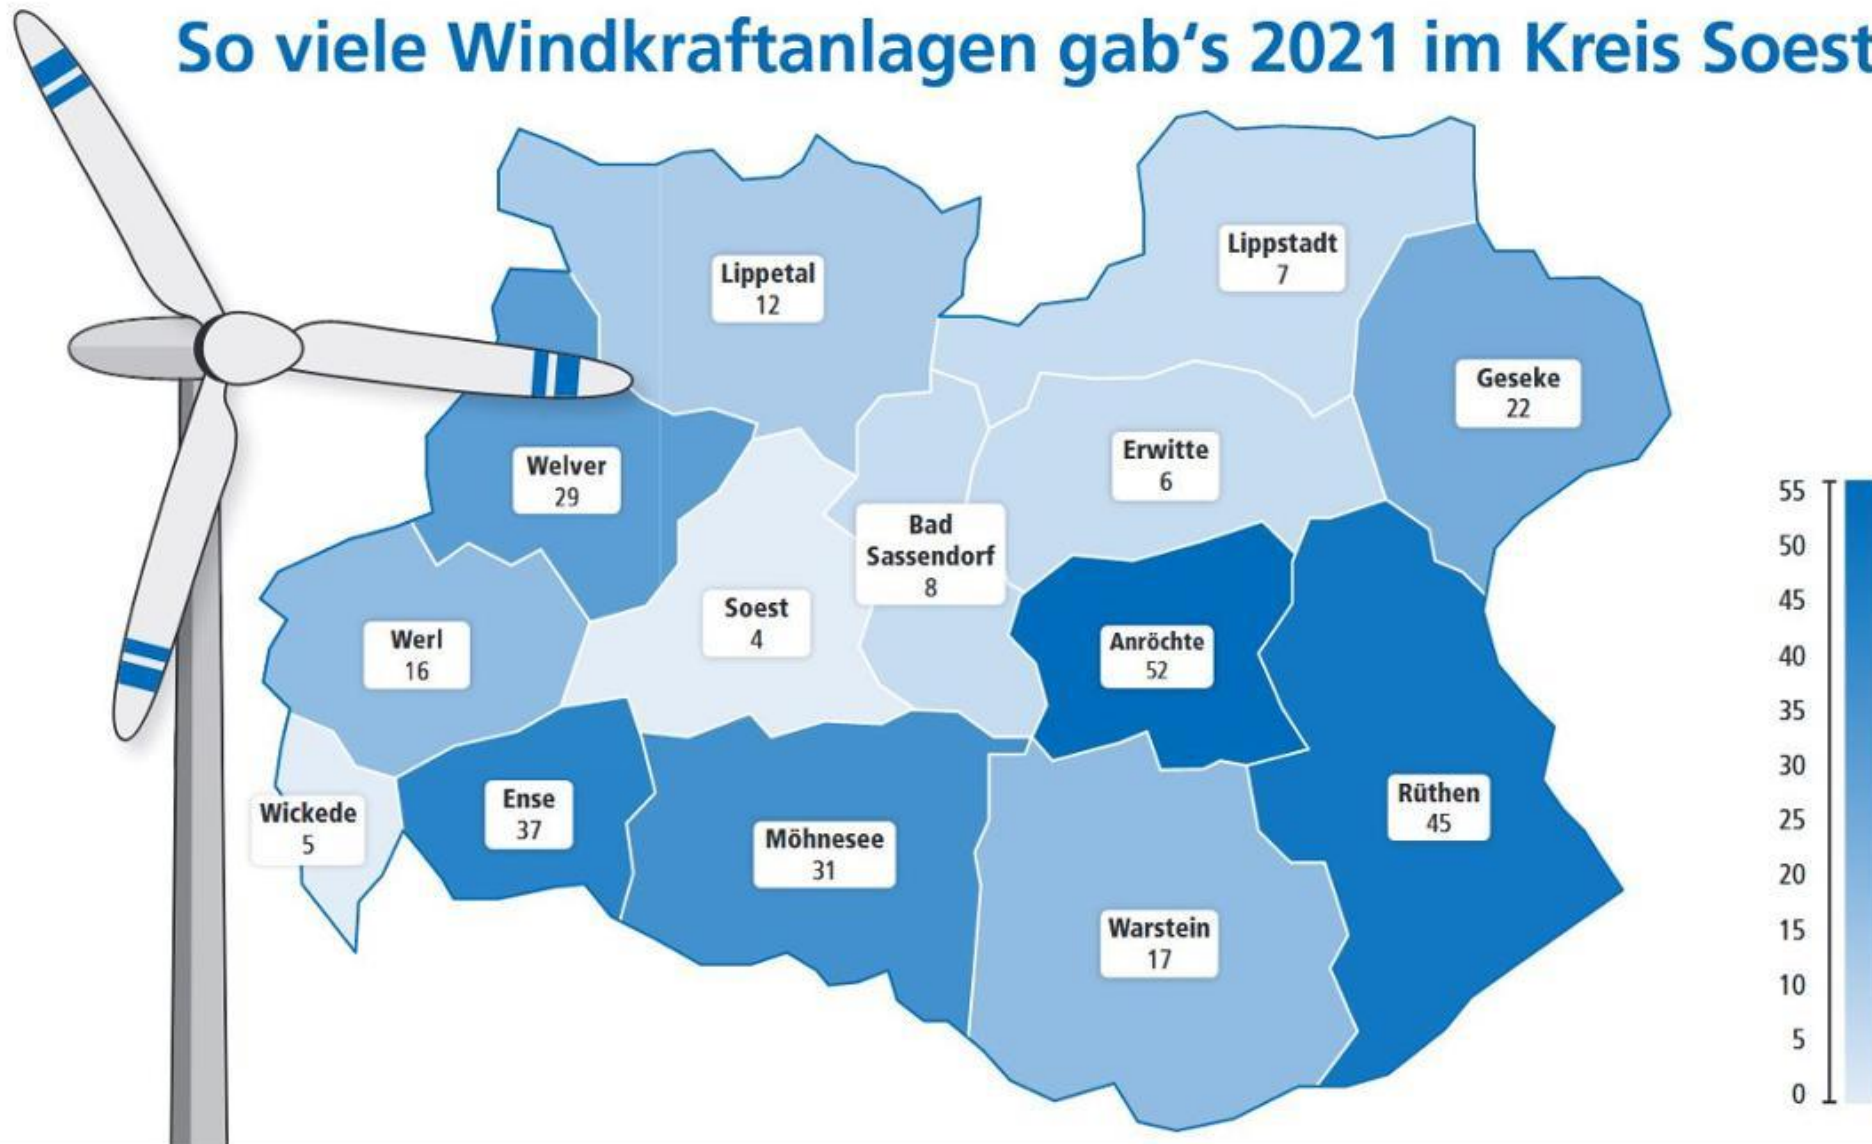 So viele Windkraftanlagen gab‘s 2021 im Kreis Soest
Lippetal
12
Lippstadt
7
Geseke
22
Welver
29
Erwitte
6
Bad
Sassendorf
8
Soest
4
Werl
16
Anröchte
52
Wickede
5
Ense
37
Möhnesee
31
Rüthen
45
Warstein
17
55
50
45
40
35
30
25
20
15
10
5
0